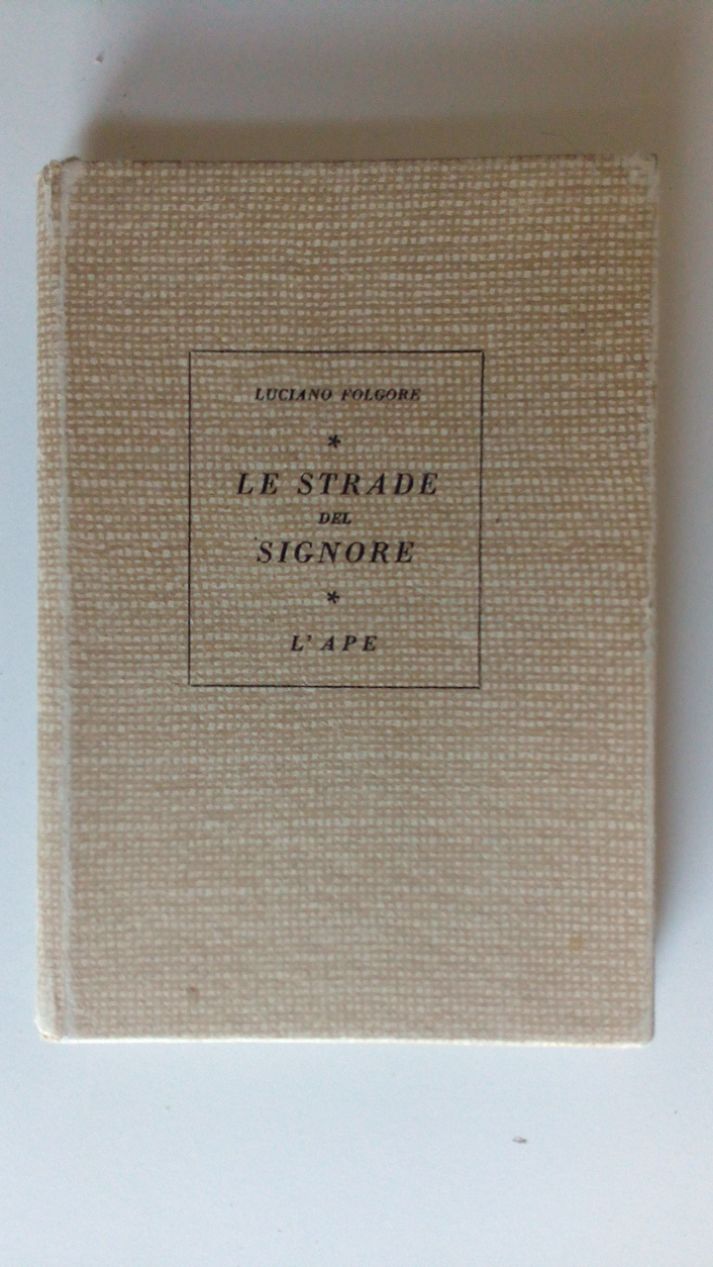 LUCIANO FOLGORE
*
LE STRADE
DEL
SIGNORE
*
L'APE